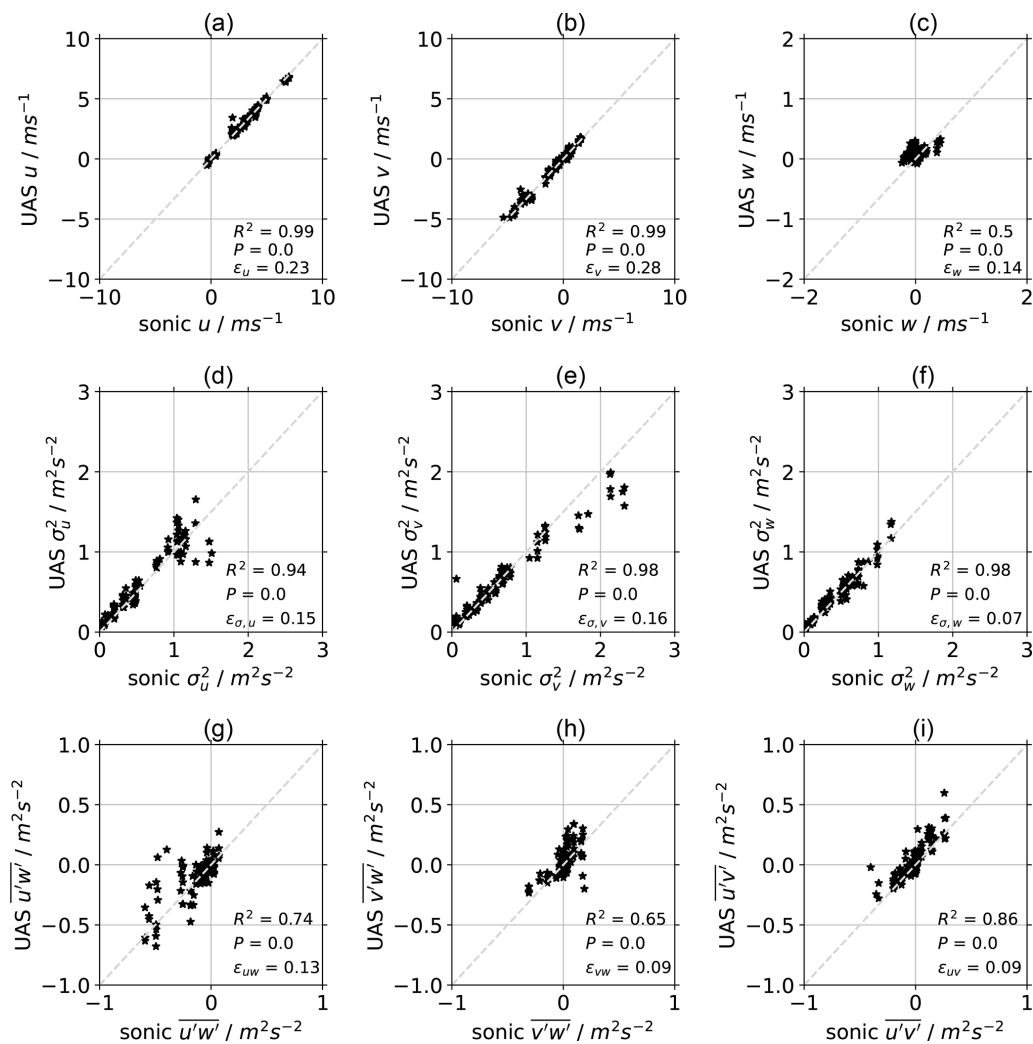 (a) (b) (c)
10 10 2
5 5 1
0 0 0
−5 −5 −1
−10 −10 −2
UAS u / ms⁻¹ UAS v / ms⁻¹ UAS w / ms⁻¹
R² = 0.99 R² = 0.99 R² = 0.5
P = 0.0 P = 0.0 P = 0.0
εᵤ = 0.23 εᵥ = 0.28 ε_w = 0.14
−10 0 10 −10 0 10 −2 0 2
sonic u / ms⁻¹ sonic v / ms⁻¹ sonic w / ms⁻¹
(d) (e) (f)
3 3 3
2 2 2
1 1 1
0 0 0
UAS σᵤ² / m²s⁻² UAS σᵥ² / m²s⁻² UAS σ_w² / m²s⁻²
R² = 0.94 R² = 0.98 R² = 0.98
P = 0.0 P = 0.0 P = 0.0
ε_σ,u = 0.15 ε_σ,v = 0.16 ε_σ,w = 0.07
0 1 2 3 0 1 2 3 0 1 2 3
sonic σᵤ² / m²s⁻² sonic σᵥ² / m²s⁻² sonic σ_w² / m²s⁻²
(g) (h) (i)
1.0 1.0 1.0
0.5 0.5 0.5
0.0 0.0 0.0
−0.5 −0.5 −0.5
−1.0 −1.0 −1.0
UAS u′w′ / m²s⁻² UAS v′w′ / m²s⁻² UAS u′v′ / m²s⁻²
R² = 0.74 R² = 0.65 R² = 0.86
P = 0.0 P = 0.0 P = 0.0
ε_uw = 0.13 ε_vw = 0.09 ε_uv = 0.09
−1 0 1 −1 0 1 −1 0 1
sonic u′w′ / m²s⁻² sonic v′w′ / m²s⁻² sonic u′v′ / m²s⁻²